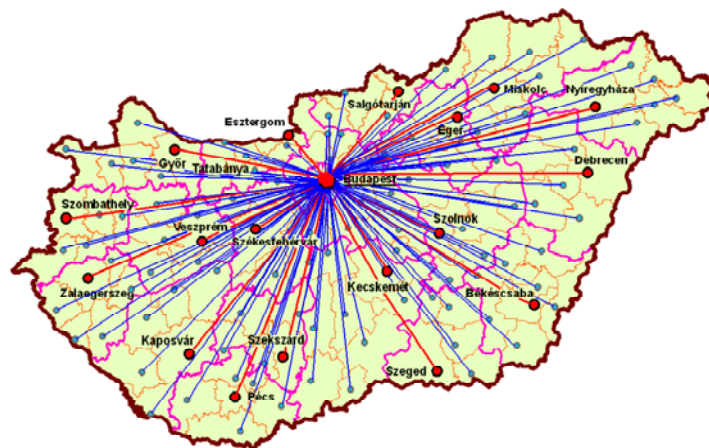 Miskolc
Nyíregyháza
Salgótarján
Esztergom
Eger
Győr
Tatabánya
Debrecen
Budapest
Szombathely
Veszprém
Szolnok
Székesfehérvár
Zalaegerszeg
Kecskemét
Békéscsaba
Kaposvár
Szekszárd
Szeged
Pécs